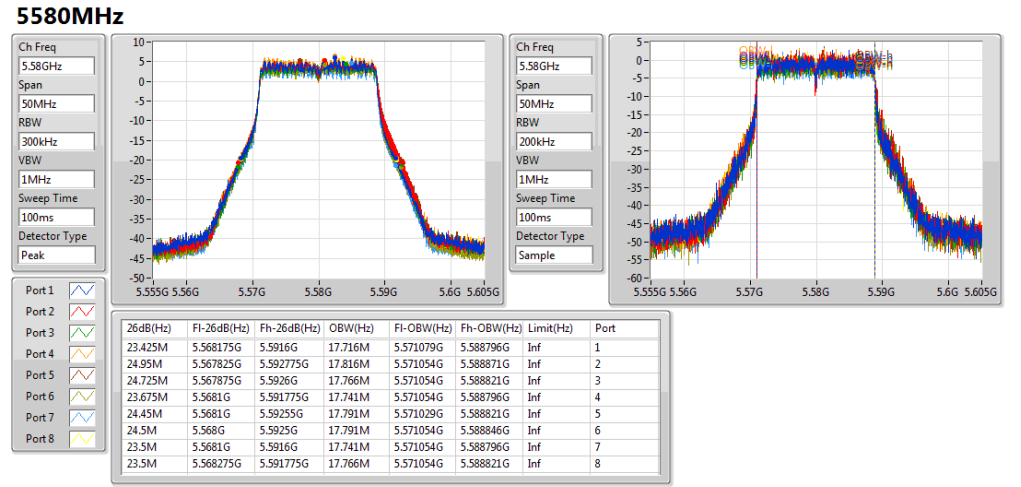 5580MHz
Ch Freq
5.58GHz
Span
50MHz
RBW
300kHz
VBW
1MHz
Sweep Time
100ms
Detector Type
Peak
10
5
0
-5
-10
-15
-20
-25
-30
-35
-40
-45
-50
5.555G 5.56G 5.57G 5.58G 5.59G 5.6G 5.605G
Ch Freq
5.58GHz
Span
50MHz
RBW
200kHz
VBW
1MHz
Sweep Time
100ms
Detector Type
Sample
5
0
-5
-10
-15
-20
-25
-30
-35
-40
-45
-50
-55
-60
5.555G 5.56G 5.57G 5.58G 5.59G 5.6G 5.605G
Port 1
Port 2
Port 3
Port 4
Port 5
Port 6
Port 7
Port 8
26dB(Hz) Fl-26dB(Hz) Fh-26dB(Hz) OBW(Hz) Fl-OBW(Hz) Fh-OBW(Hz) Limit(Hz) Port
23.425M 5.568175G 5.5916G 17.716M 5.571079G 5.588796G Inf 1
24.95M 5.567825G 5.592775G 17.816M 5.571054G 5.588871G Inf 2
24.725M 5.567875G 5.5926G 17.766M 5.571054G 5.588821G Inf 3
23.675M 5.5681G 5.591775G 17.741M 5.571054G 5.588796G Inf 4
24.45M 5.5681G 5.59255G 17.791M 5.571029G 5.588821G Inf 5
24.5M 5.568G 5.5925G 17.791M 5.571054G 5.588846G Inf 6
23.5M 5.5681G 5.5916G 17.741M 5.571054G 5.588796G Inf 7
23.5M 5.568275G 5.591775G 17.766M 5.571054G 5.588821G Inf 8